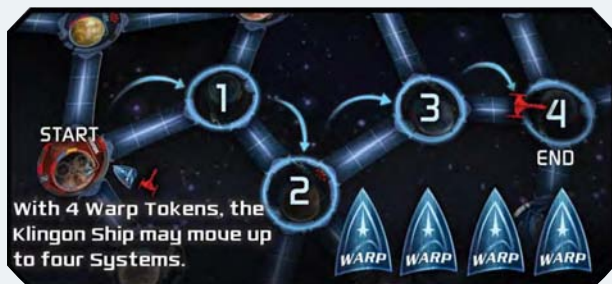 START
1
2
3
4
END
With 4 Warp Tokens, the
Klingon Ship may move up
to four Systems.
WARP
WARP
WARP
WARP